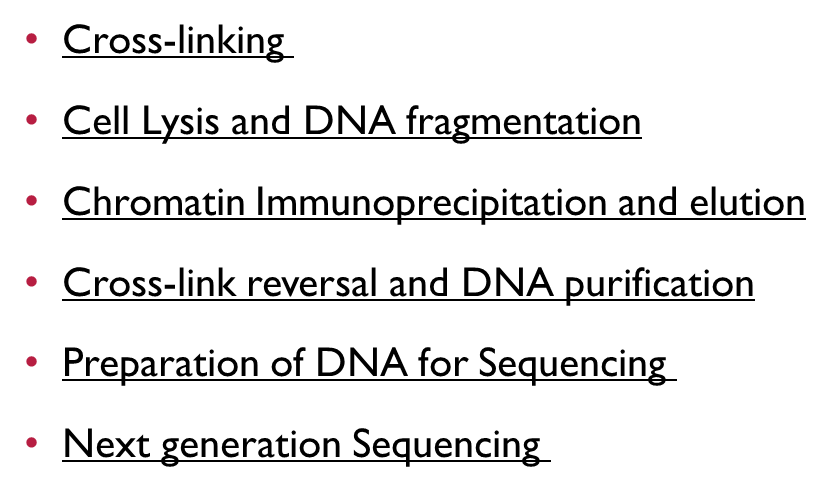 • Cross-linking
• Cell Lysis and DNA fragmentation
• Chromatin Immunoprecipitation and elution
• Cross-link reversal and DNA purification
• Preparation of DNA for Sequencing
• Next generation Sequencing